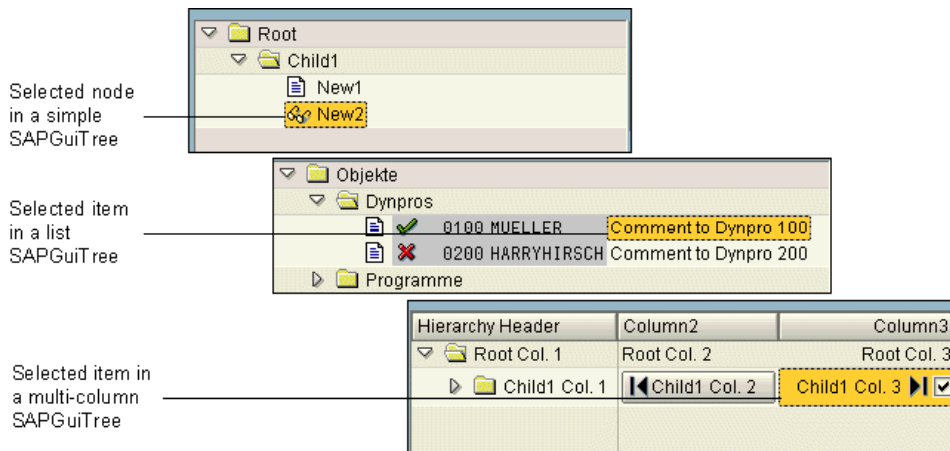 Root
Child1
New1
New2
Selected node
in a simple
SAPGuiTree
Objekte
Dynpros
0100 MUELLER Comment to Dynpro 100
0200 HARRYHIRSCH Comment to Dynpro 200
Programme
Selected item
in a list
SAPGuiTree
Hierarchy Header Column2 Column3
Root Col. 1 Root Col. 2 Root Col. 3
Child1 Col. 1 Child1 Col. 2 Child1 Col. 3
Selected item in
a multi-column
SAPGuiTree